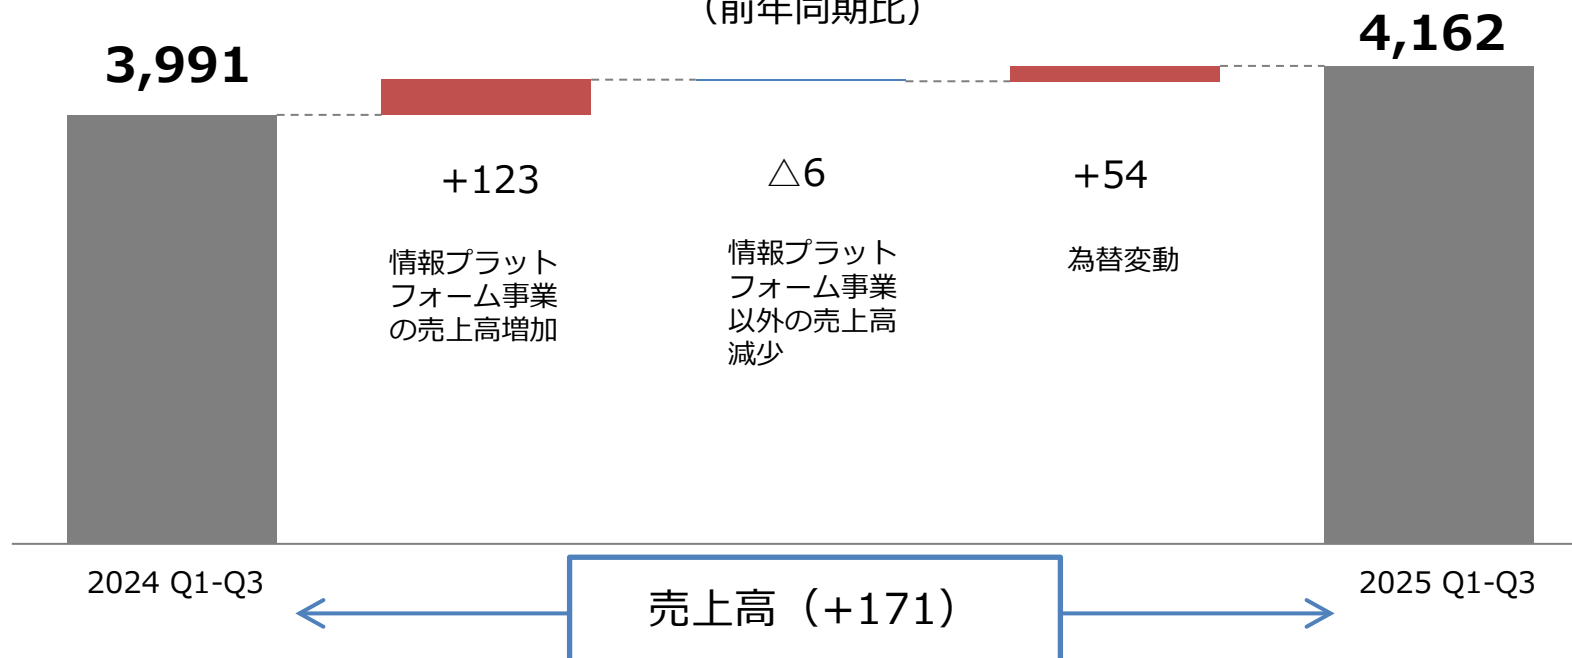 （前年同期比）
3,991
4,162
+123
△6
+54
情報プラット
フォーム事業
の売上高増加
情報プラット
フォーム事業
以外の売上高
減少
為替変動
2024 Q1-Q3
2025 Q1-Q3
売上高（+171）